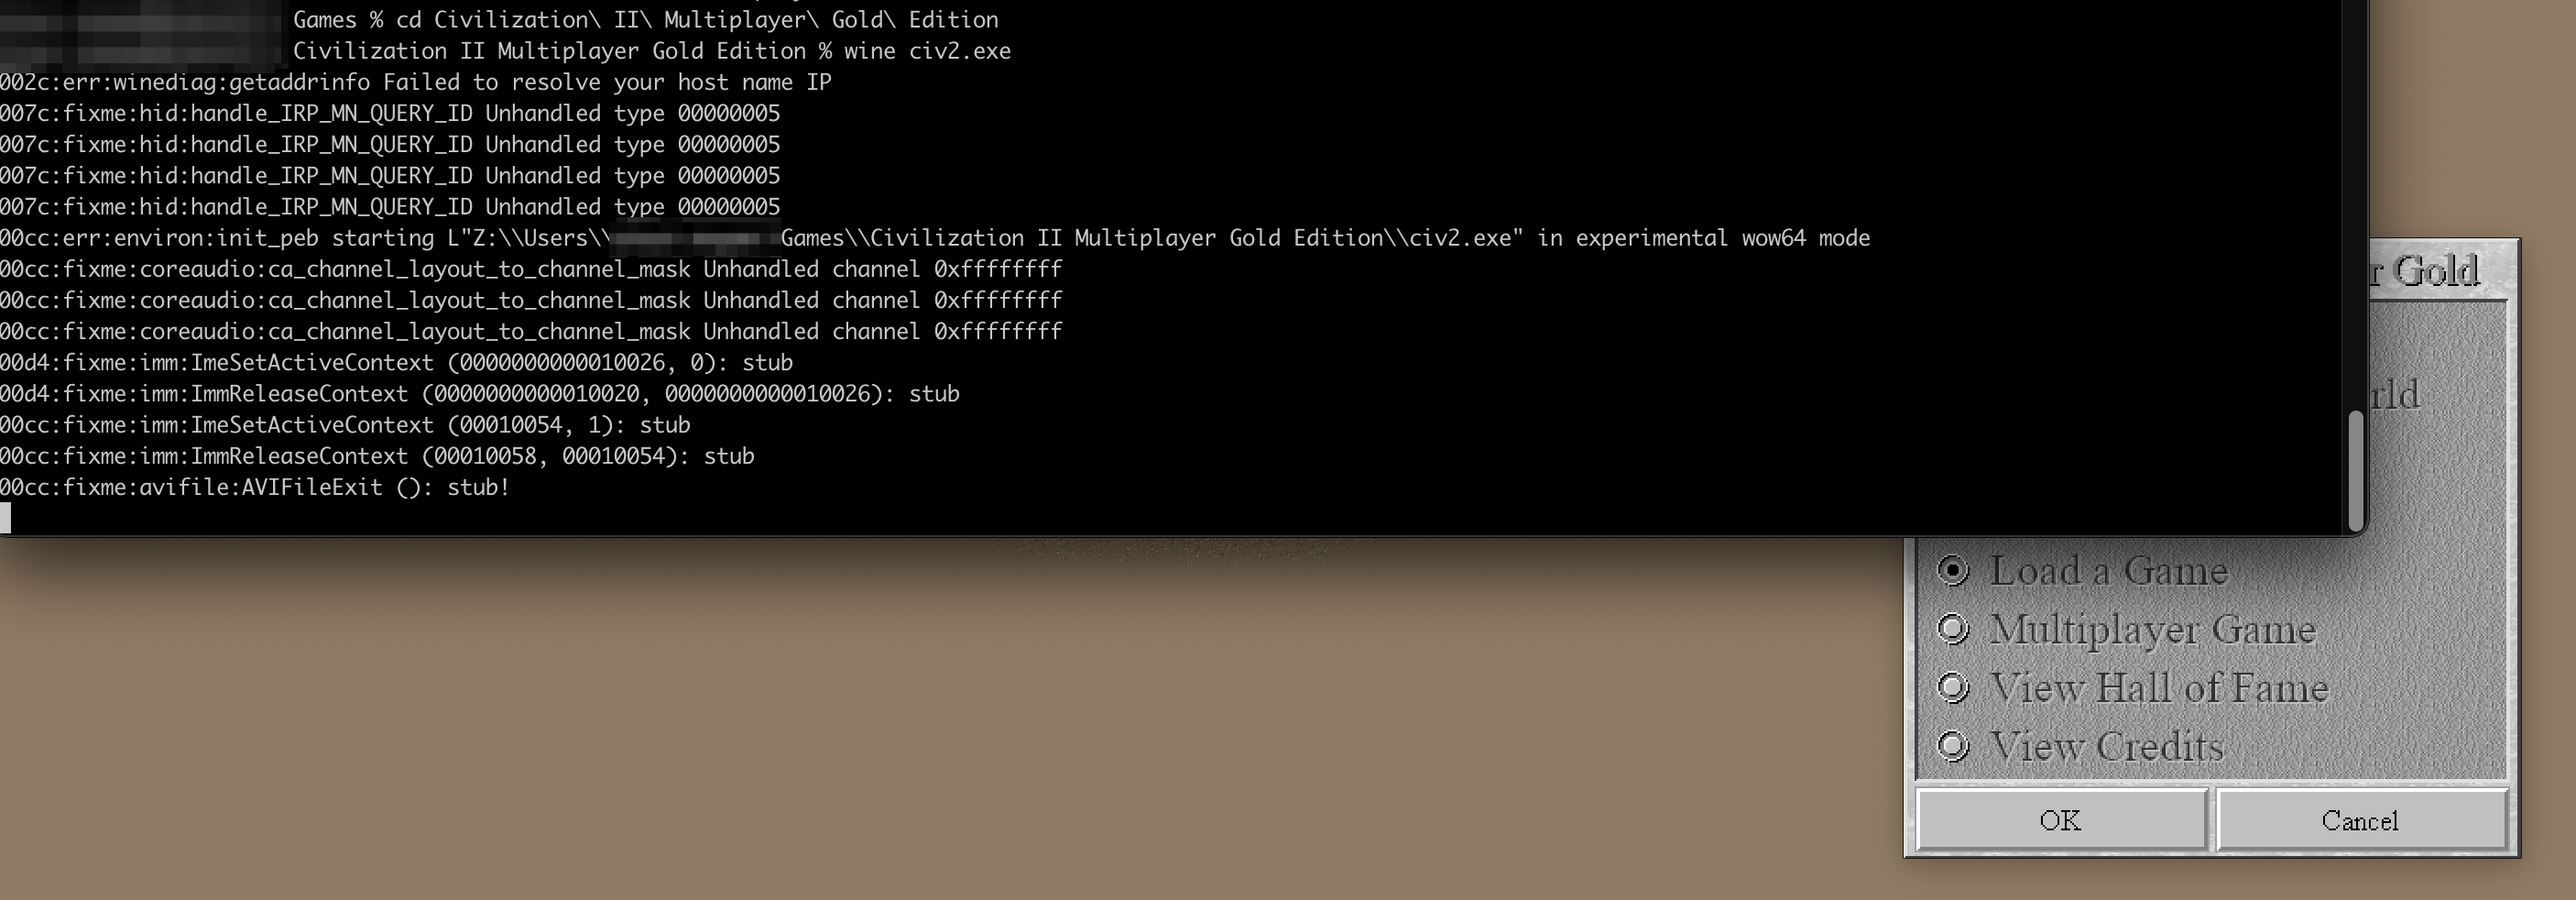 Games % cd Civilization\ II\ Multiplayer\ Gold\ Edition
Civilization II Multiplayer Gold Edition % wine civ2.exe
002c:err:winediag:getaddrinfo Failed to resolve your host name IP
007c:fixme:hid:handle_IRP_MN_QUERY_ID Unhandled type 00000005
007c:fixme:hid:handle_IRP_MN_QUERY_ID Unhandled type 00000005
007c:fixme:hid:handle_IRP_MN_QUERY_ID Unhandled type 00000005
007c:fixme:hid:handle_IRP_MN_QUERY_ID Unhandled type 00000005
00cc:err:environ:init_peb starting L"Z:\\Users\\ Games\\Civilization II Multiplayer Gold Edition\\civ2.exe" in experimental wow64 mode
00cc:fixme:coreaudio:ca_channel_layout_to_channel_mask Unhandled channel 0xffffffff
00cc:fixme:coreaudio:ca_channel_layout_to_channel_mask Unhandled channel 0xffffffff
00cc:fixme:coreaudio:ca_channel_layout_to_channel_mask Unhandled channel 0xffffffff
00d4:fixme:imm:ImeSetActiveContext (0000000000010026, 0): stub
00d4:fixme:imm:ImmReleaseContext (0000000000010020, 0000000000010026): stub
00cc:fixme:imm:ImeSetActiveContext (00010054, 1): stub
00cc:fixme:imm:ImmReleaseContext (00010058, 00010054): stub
00cc:fixme:avifile:AVIFileExit (): stub!
r Gold
rld
Load a Game
Multiplayer Game
View Hall of Fame
View Credits
OK
Cancel